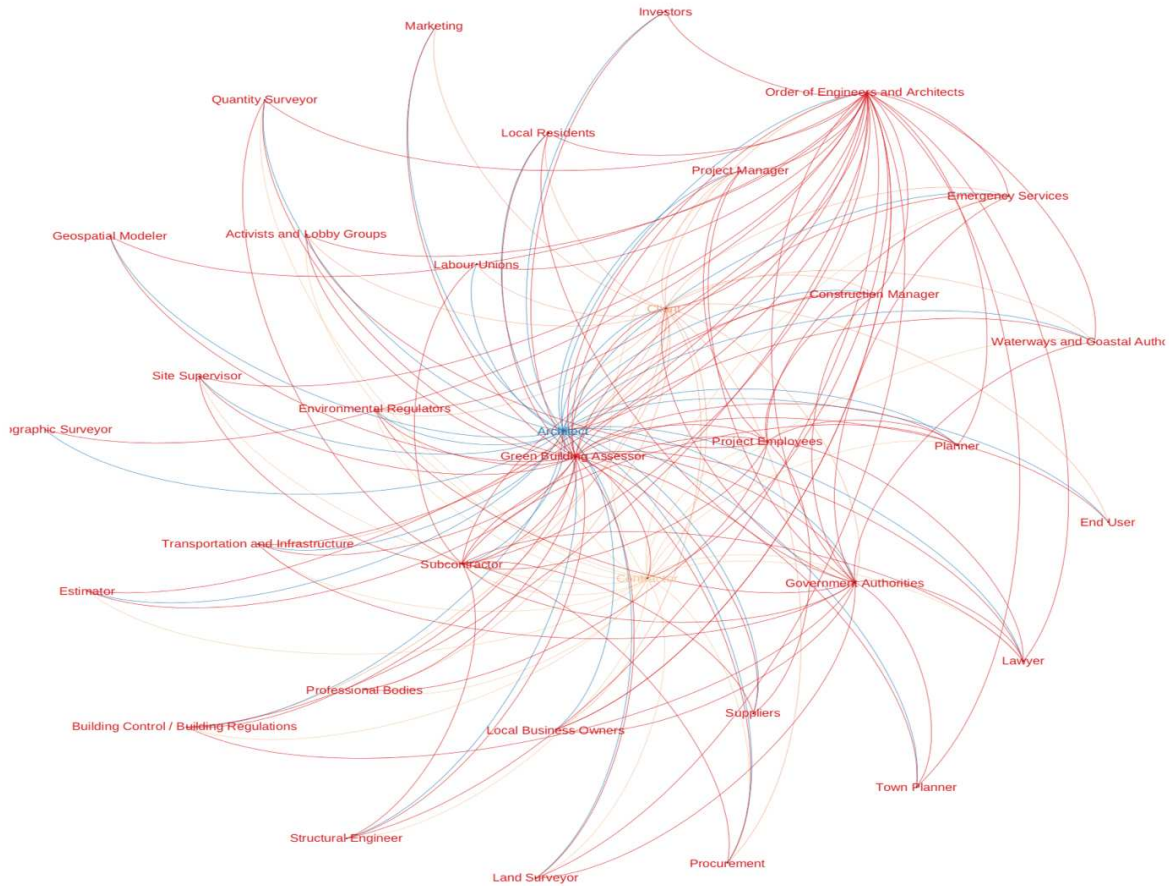 Investors
Marketing
Order of Engineers and Architects
Quantity Surveyor
Local Residents
Project Manager
Emergency Services
Activists and Lobby Groups
Geospatial Modeler
Labour Unions
Construction Manager
Client
Waterways and Coastal Autho
Site Supervisor
Environmental Regulators
ographic Surveyor
Architect
Project Employees
Planner
Green Building Assessor
End User
Transportation and Infrastructure
Subcontractor
Contractor
Government Authorities
Estimator
Lawyer
Professional Bodies
Suppliers
Building Control / Building Regulations
Local Business Owners
Town Planner
Structural Engineer
Procurement
Land Surveyor